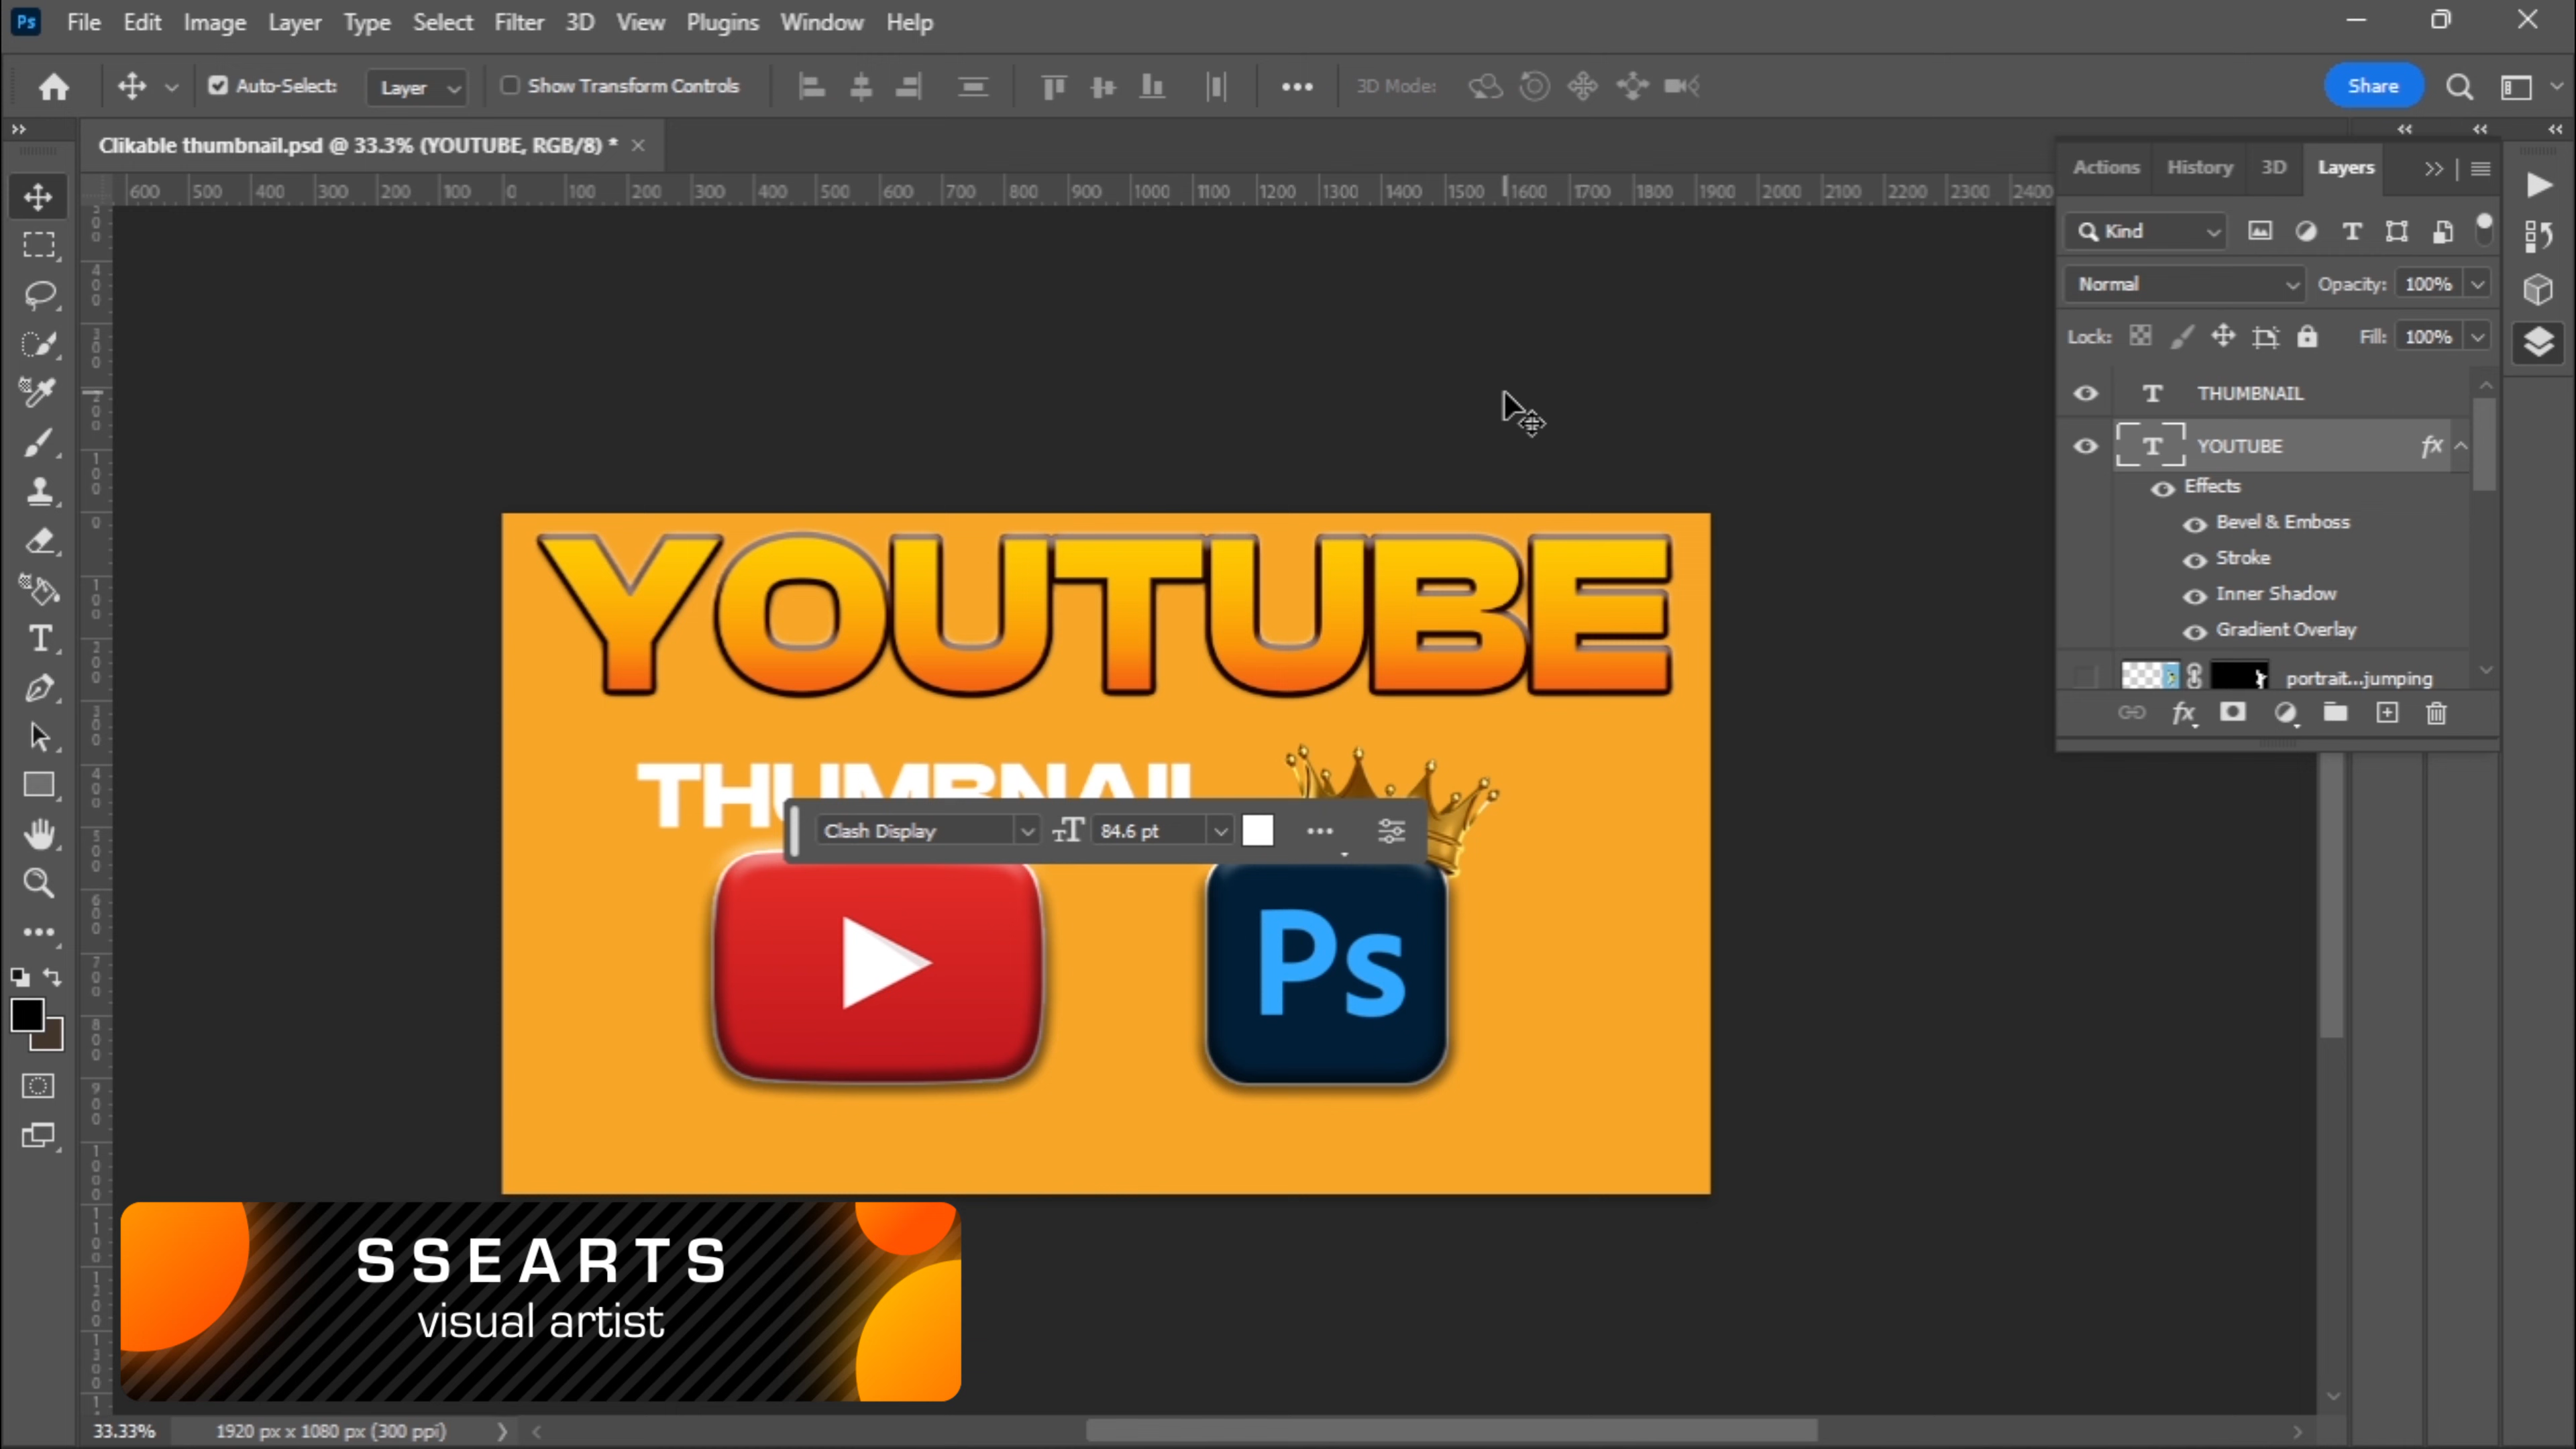 Ps File Edit Image Layer Type Select Filter 3D View Plugins Window Help
Auto-Select: Layer Show Transform Controls 3D Mode: Share
Clikable thumbnail.psd @ 33.3% (YOUTUBE, RGB/8) *
600 500 400 300 200 100 0 100 200 300 400 500 600 700 800 900 1000 1100 1200 1300 1400 1500 1600 1700 1800 1900 2000 2100 2200 2300 2400
Actions History 3D Layers
Kind
Normal Opacity: 100%
Lock: Fill: 100%
THUMBNAIL
YOUTUBE fx
Effects
Bevel & Emboss
Stroke
Inner Shadow
Gradient Overlay
portrait...jumping
fx
YOUTUBE
THUMBNAIL
Clash Display 84.6 pt
Ps
SSEARTS
visual artist
33.33% 1920 px x 1080 px (300 ppi)